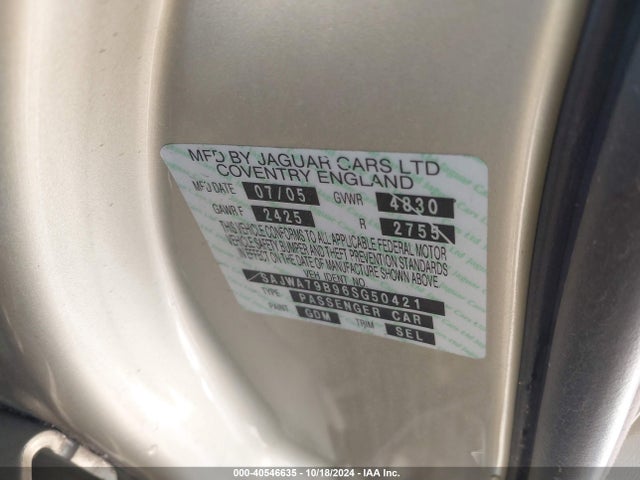 MFD BY JAGUAR CARS LTD
COVENTRY ENGLAND
MFD DATE 07/05 GVWR 4830
GAWR F 2425 R 2755
THIS VEHICLE CONFORMS TO ALL APPLICABLE FEDERAL MOTOR
VEHICLE SAFETY BUMPER AND THEFT PREVENTION STANDARDS
IN EFFECT ON THE DATE OF MANUFACTURE SHOWN ABOVE.
VEH IDENT NO.
SAJWA79B96SG50421
TYPE PASSENGER CAR
PAINT GDM TRIM SEL
000-40546635 - 10/18/2024 - IAA Inc.